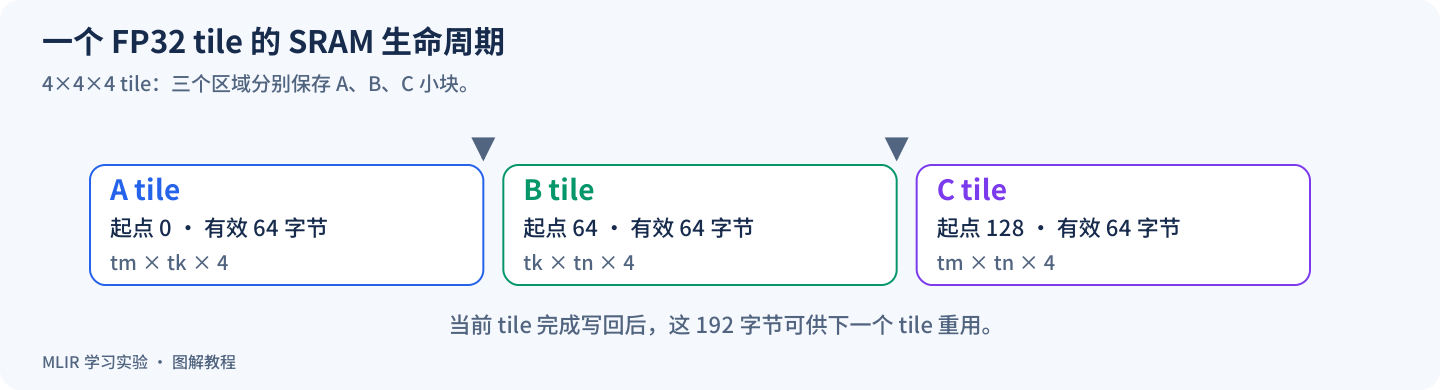 一个 FP32 tile 的 SRAM 生命周期
4×4×4 tile：三个区域分别保存 A、B、C 小块。
A tile
起点 0 · 有效 64 字节
tm × tk × 4
B tile
起点 64 · 有效 64 字节
tk × tn × 4
C tile
起点 128 · 有效 64 字节
tm × tn × 4
当前 tile 完成写回后，这 192 字节可供下一个 tile 重用。
MLIR 学习实验 · 图解教程